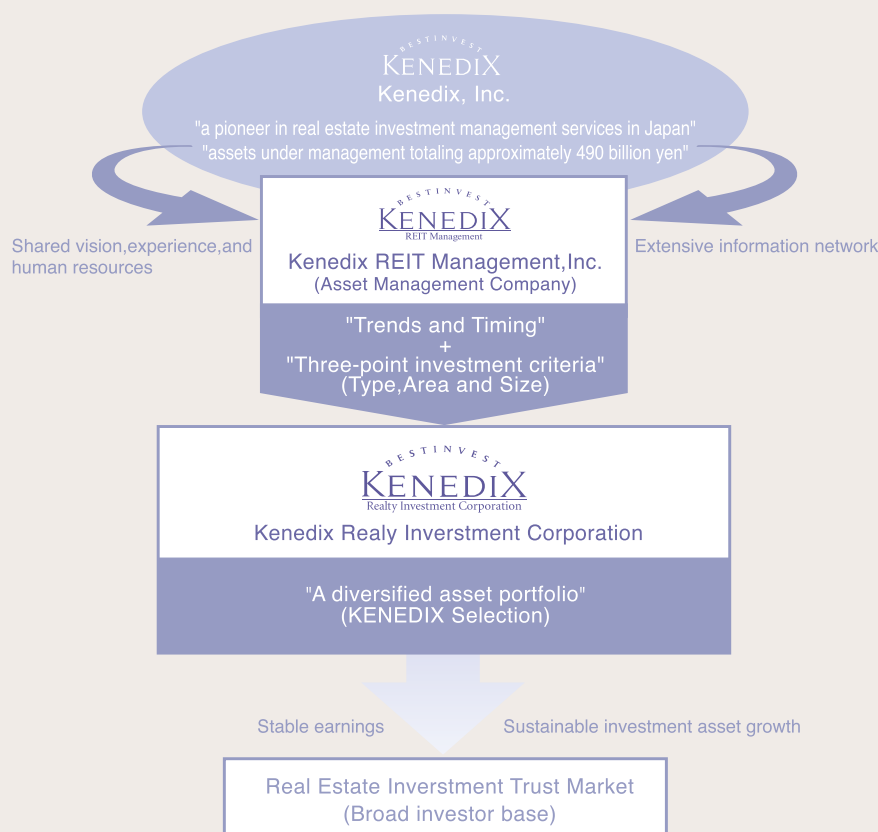 BESTINVEST
KENEDIX
Kenedix, Inc.
"a pioneer in real estate investment management services in Japan"
"assets under management totaling approximately 490 billion yen"
BESTINVEST
KENEDIX
REIT Management
Shared vision,experience,and
human resources
Extensive information network
Kenedix REIT Management,Inc.
(Asset Management Company)
"Trends and Timing"
+
"Three-point investment criteria"
(Type,Area and Size)
BESTINVEST
KENEDIX
Realty Investment Corporation
Kenedix Realy Inverstment Corporation
"A diversified asset portfolio"
(KENEDIX Selection)
Stable earnings
Sustainable investment asset growth
Real Estate Inverstment Trust Market
(Broad investor base)